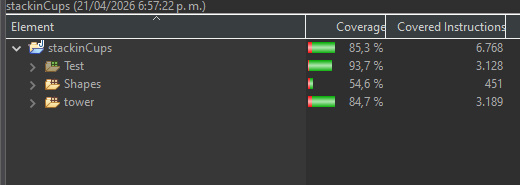 stackinCups (21/04/2026 6:57:22 p. m.)
Element Coverage Covered Instructions
stackinCups 85,3 % 6.768
Test 93,7 % 3.128
Shapes 54,6 % 451
tower 84,7 % 3.189